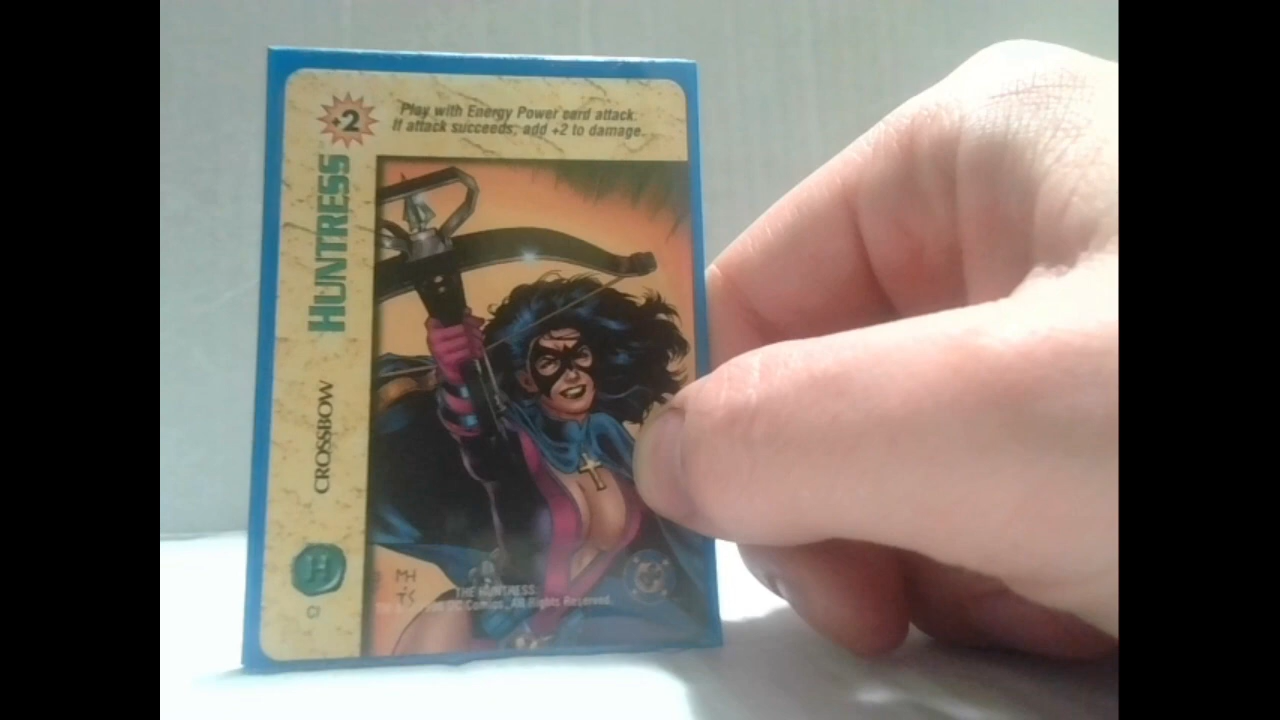 +2
Play with Energy Power card attack.
If attack succeeds, add +2 to damage.
HUNTRESS
CROSSBOW
H
MH
TS
THE HUNTRESS
DC Comics, All Rights Reserved